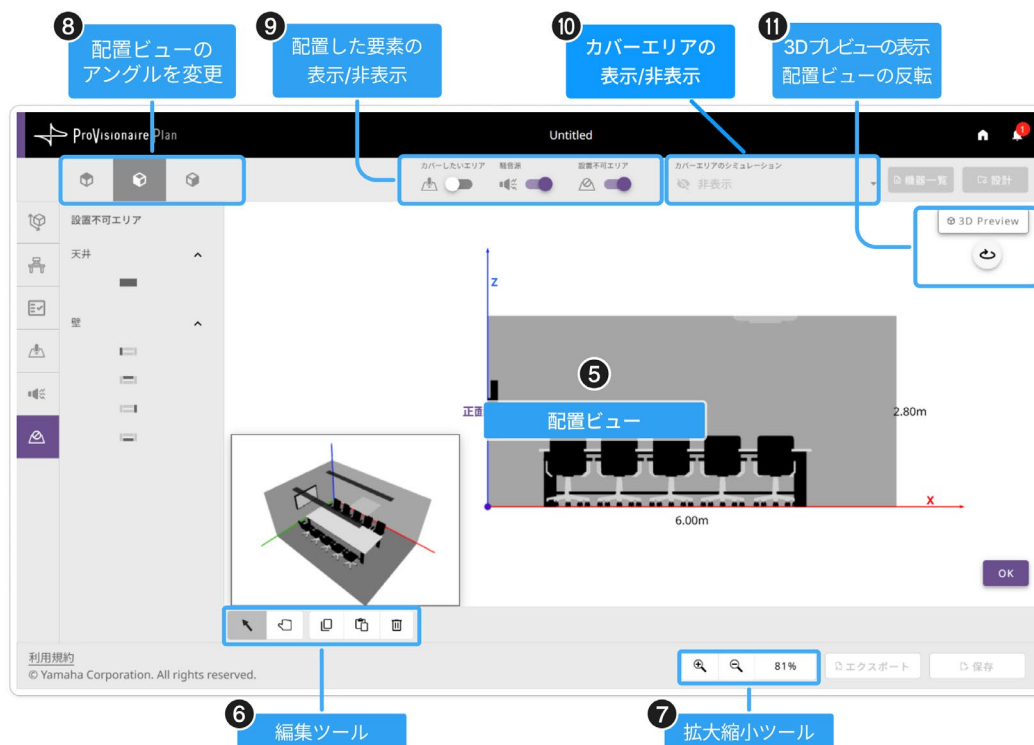 8
配置ビューの
アングルを変更
9
配置した要素の
表示/非表示
10
カバーエリアの
表示/非表示
11
3Dプレビューの表示
配置ビューの反転
ProVisionaire Plan
Untitled
1
カバーしたいエリア
騒音源
設置不可エリア
カバーエリアのシミュレーション
非表示
機器一覧
設計
設置不可エリア
3D Preview
天井
壁
Z
5
正面
配置ビュー
2.80m
X
6.00m
OK
利用規約
© Yamaha Corporation. All rights reserved.
81%
エクスポート
保存
6
編集ツール
7
拡大縮小ツール